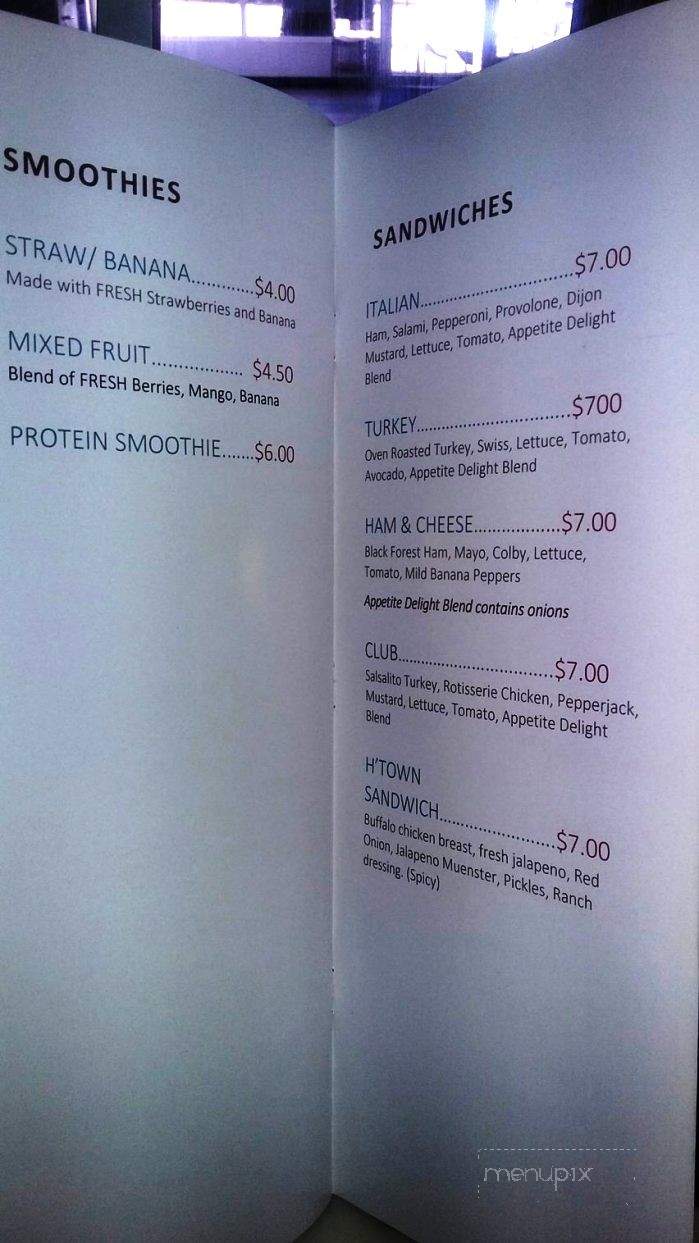 SMOOTHIES
STRAW/ BANANA............$4.00
Made with FRESH Strawberries and Banana
MIXED FRUIT.................. $4.50
Blend of FRESH Berries, Mango, Banana
PROTEIN SMOOTHIE.......$6.00
SANDWICHES
ITALIAN..............................$7.00
Ham, Salami, Pepperoni, Provolone, Dijon
Mustard, Lettuce, Tomato, Appetite Delight
Blend
TURKEY..............................$700
Oven Roasted Turkey, Swiss, Lettuce, Tomato,
Avocado, Appetite Delight Blend
HAM & CHEESE..................$7.00
Black Forest Ham, Mayo, Colby, Lettuce,
Tomato, Mild Banana Peppers
Appetite Delight Blend contains onions
CLUB..................................$7.00
Salsalito Turkey, Rotisserie Chicken, Pepperjack,
Mustard, Lettuce, Tomato, Appetite Delight
Blend
H'TOWN
SANDWICH........................$7.00
Buffalo chicken breast, fresh jalapeno, Red
Onion, Jalapeno Muenster, Pickles, Ranch
dressing. (Spicy)
menupix